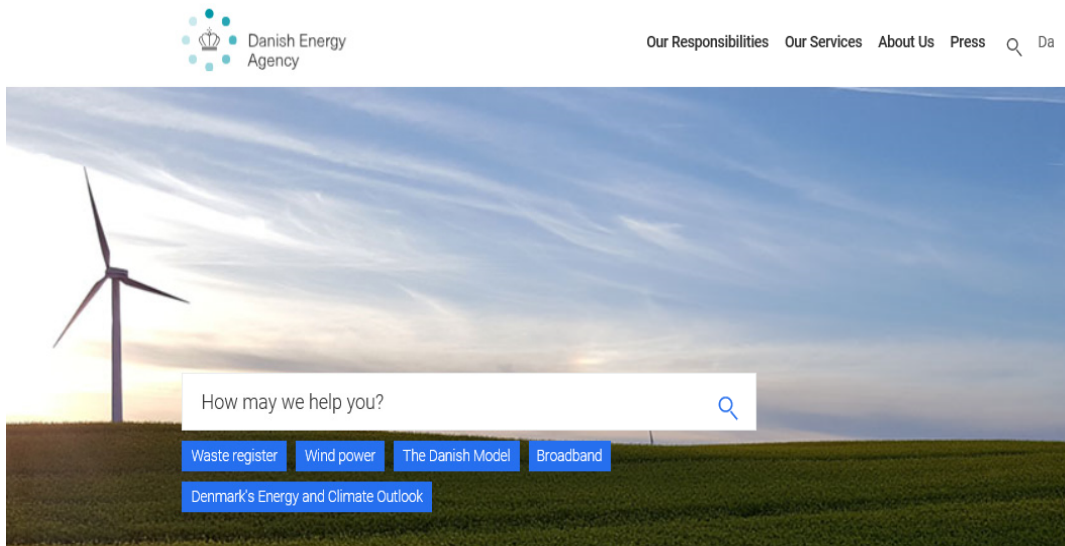 Danish Energy
Agency
Our Responsibilities Our Services About Us Press Da
How may we help you?
Waste register Wind power The Danish Model Broadband
Denmark's Energy and Climate Outlook